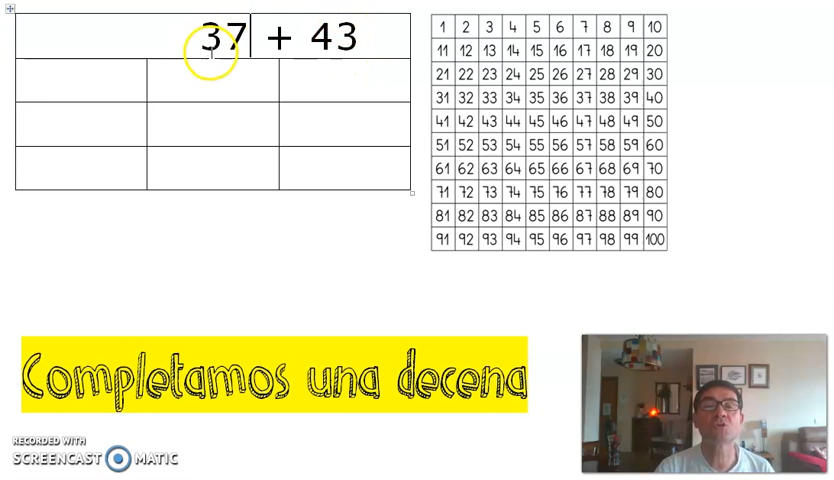 37 + 43
1 2 3 4 5 6 7 8 9 10
11 12 13 14 15 16 17 18 19 20
21 22 23 24 25 26 27 28 29 30
31 32 33 34 35 36 37 38 39 40
41 42 43 44 45 46 47 48 49 50
51 52 53 54 55 56 57 58 59 60
61 62 63 64 65 66 67 68 69 70
71 72 73 74 75 76 77 78 79 80
81 82 83 84 85 86 87 88 89 90
91 92 93 94 95 96 97 98 99 100
Completamos una decena
RECORDED WITH
SCREENCAST MATIC